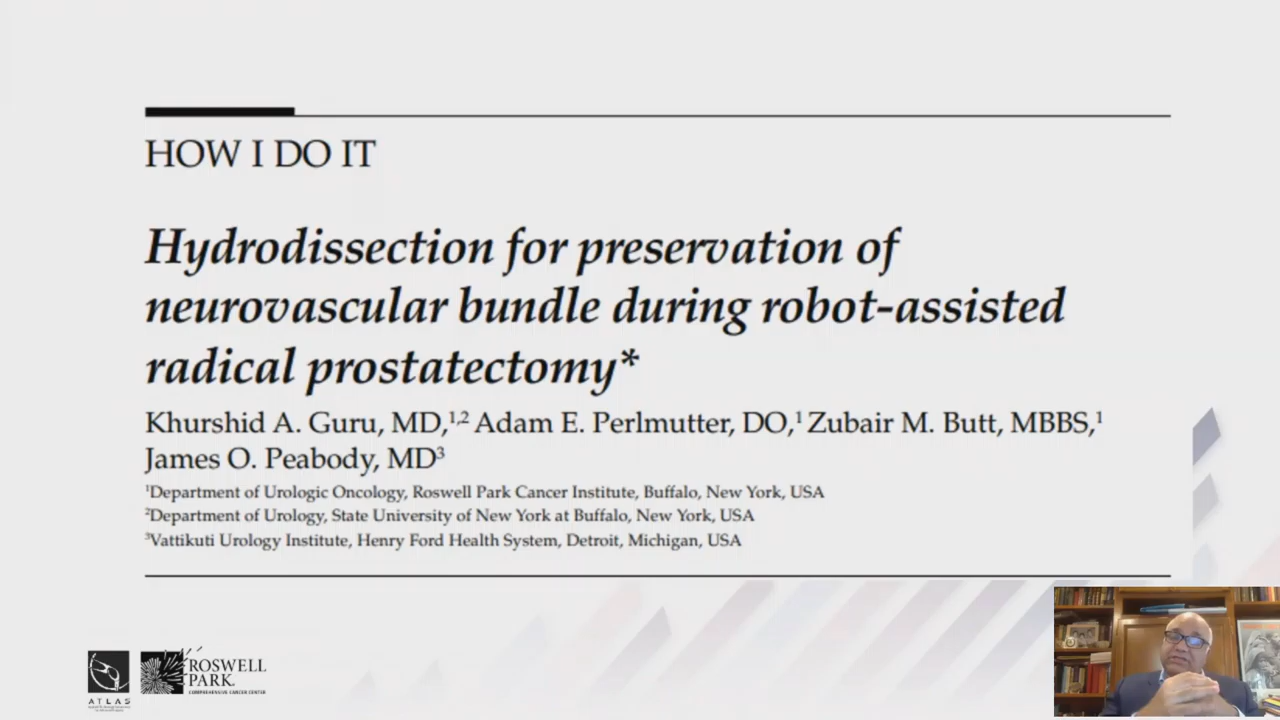 HOW I DO IT
Hydrodissection for preservation of
neurovascular bundle during robot-assisted
radical prostatectomy*
Khurshid A. Guru, MD,¹,² Adam E. Perlmutter, DO,¹ Zubair M. Butt, MBBS,¹
James O. Peabody, MD³
¹Department of Urologic Oncology, Roswell Park Cancer Institute, Buffalo, New York, USA
²Department of Urology, State University of New York at Buffalo, New York, USA
³Vattikuti Urology Institute, Henry Ford Health System, Detroit, Michigan, USA
ATLAS
ROSWELL
PARK.
COMPREHENSIVE CANCER CENTER